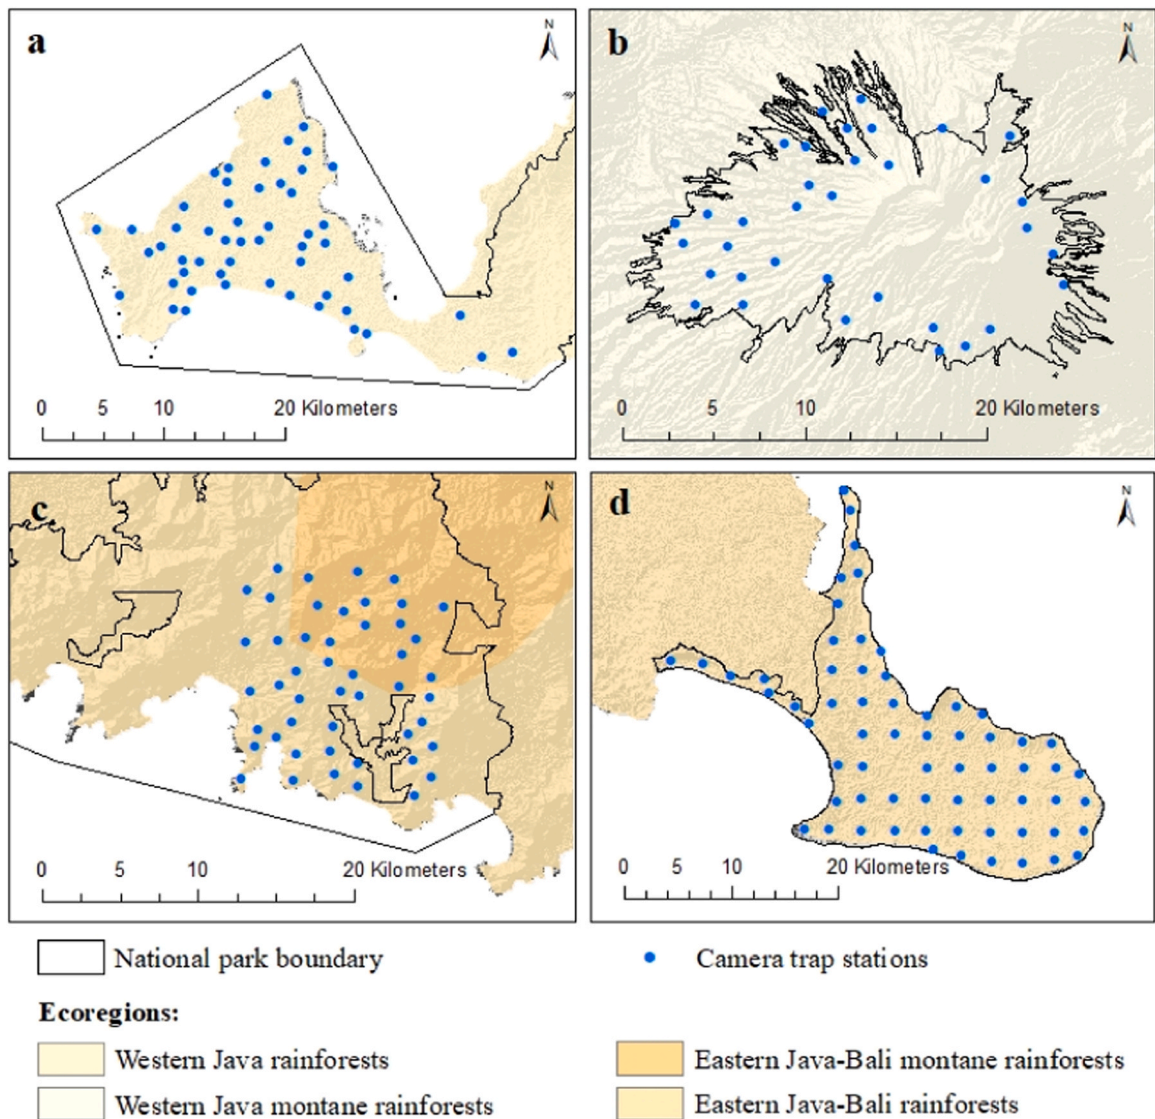 a
N
0 5 10 20 Kilometers
b
N
0 5 10 20 Kilometers
c
N
0 5 10 20 Kilometers
d
N
0 5 10 20 Kilometers
National park boundary
Camera trap stations
Ecoregions:
Western Java rainforests
Eastern Java-Bali montane rainforests
Western Java montane rainforests
Eastern Java-Bali rainforests